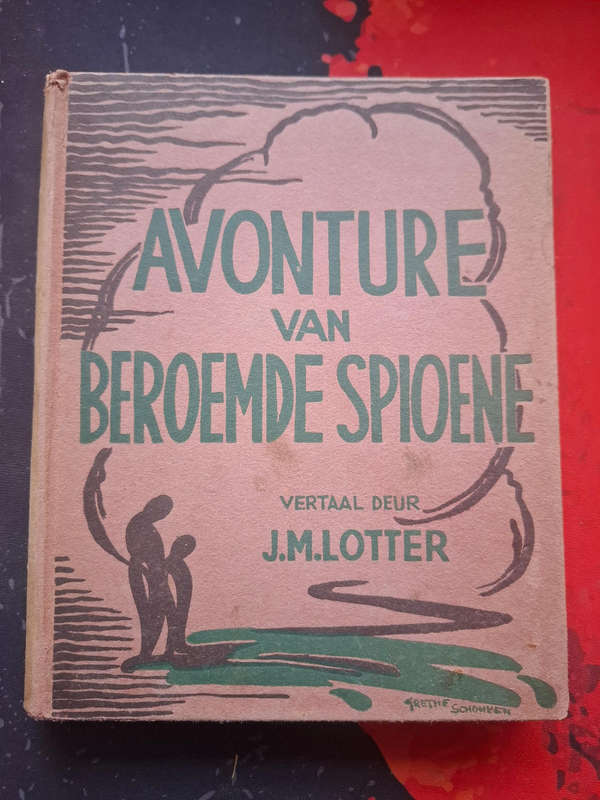 AVONTURE
VAN
BEROEMDE SPIOENE
VERTAAL DEUR
J.M.LOTTER
GRETHE
SCHONKEN